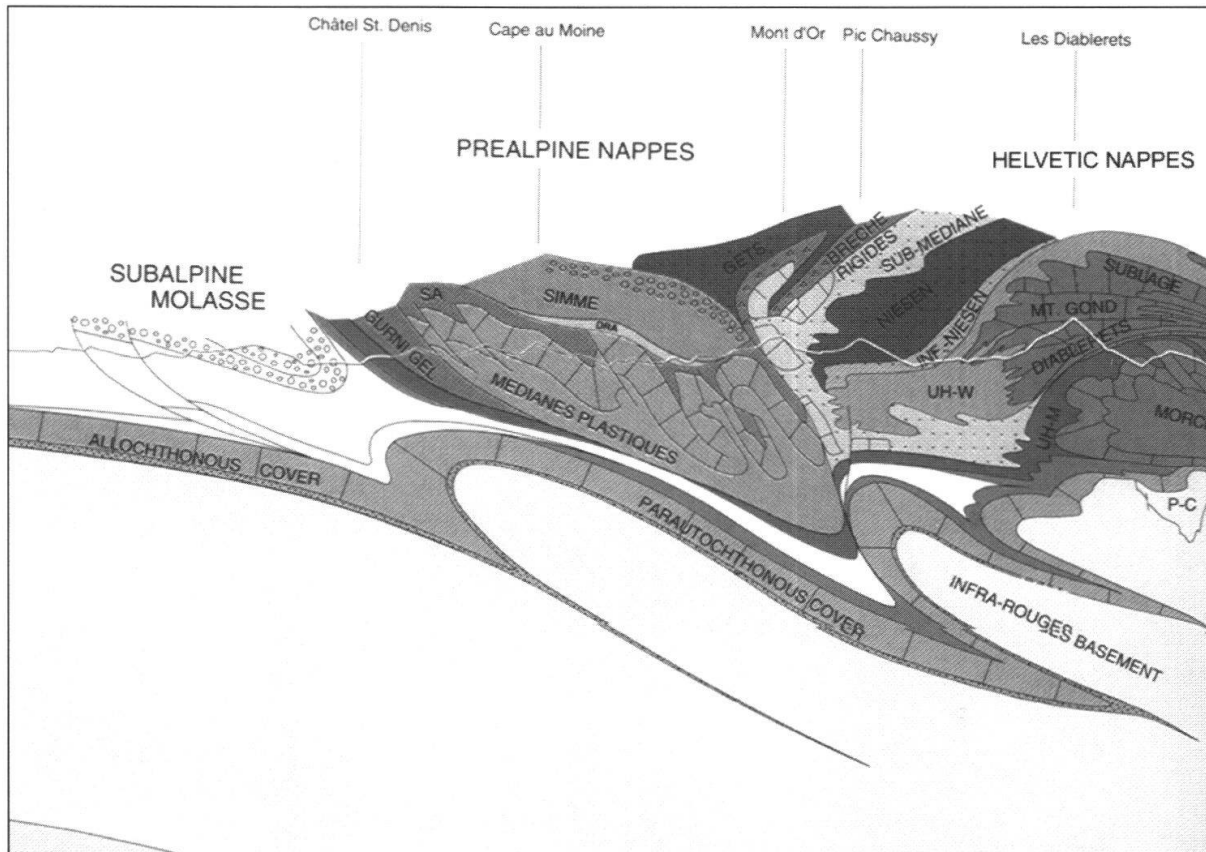 Châtel St. Denis
Cape au Moine
Mont d'Or
Pic Chaussy
Les Diablerets
PREALPINE NAPPES
HELVETIC NAPPES
SUBALPINE
MOLASSE
GETS
BRECHE
RIGIDES
SUB-MEDIANE
NIESEN
INF.-NIESEN
SUBLAGE
MT. GOND
DIABLERETS
SA
GURNIGEL
SIMME
DRA
MEDIANES PLASTIQUES
UH-W
UH-M
MORC
P-C
ALLOCHTHONOUS COVER
PARAUTOCHTHONOUS COVER
INFRA-ROUGES
BASEMENT